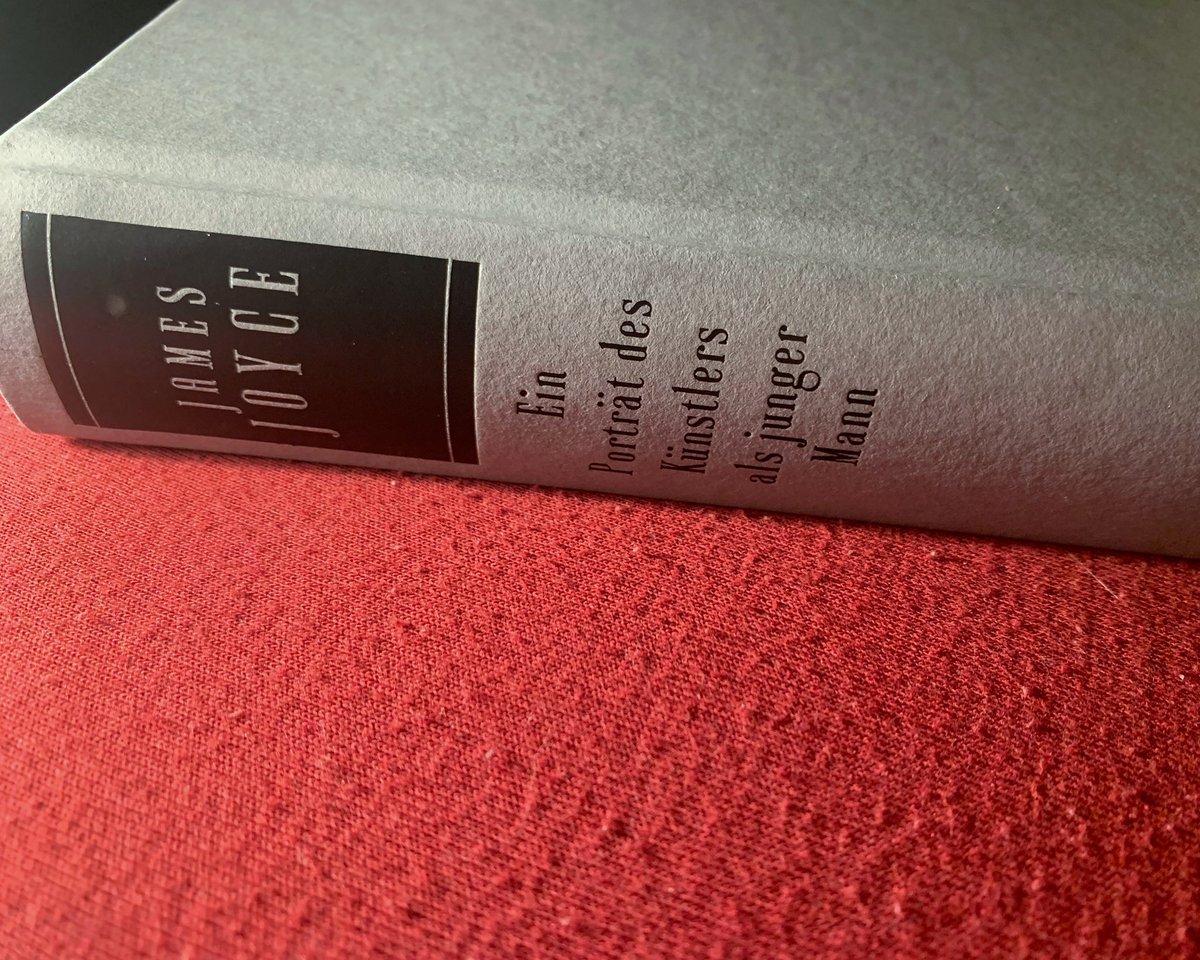 JAMES
JOYCE
Ein
Porträt des
Künstlers
als junger
Mann